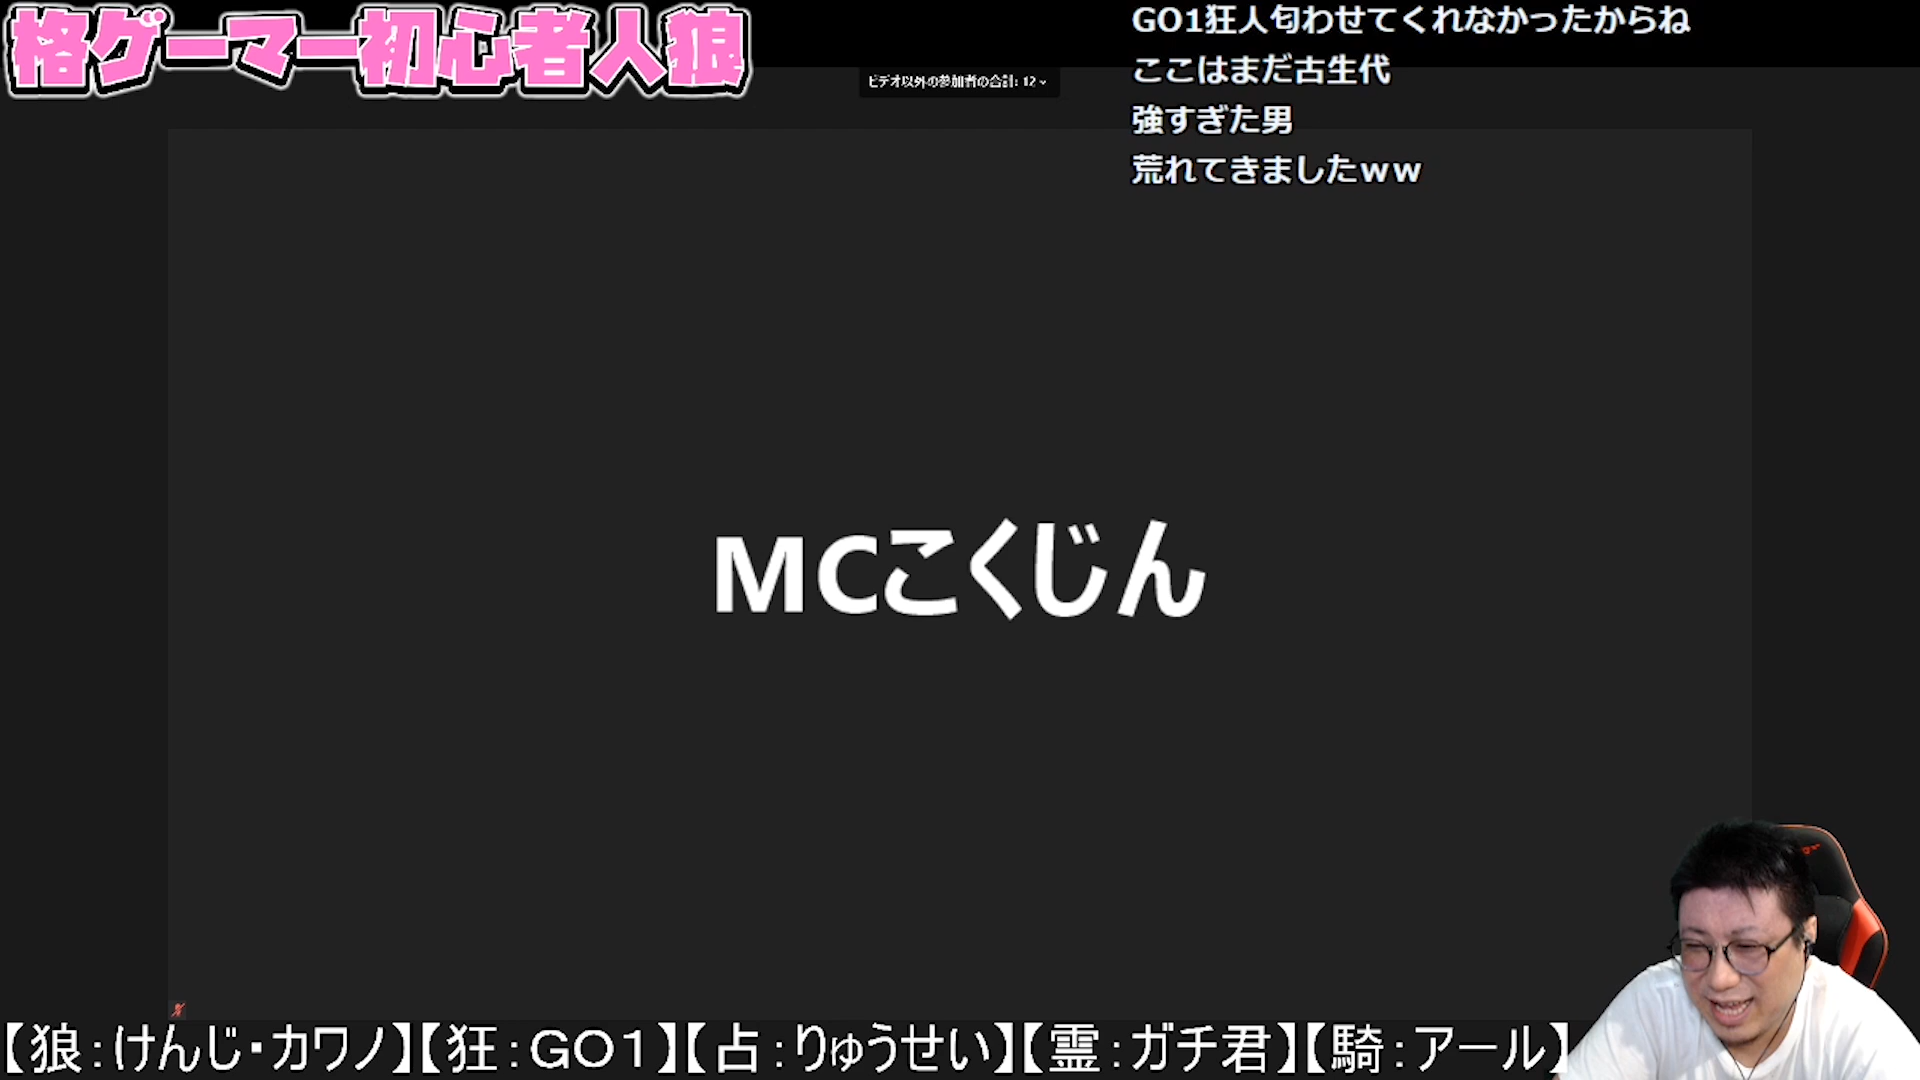 格ゲーマー初心者人狼
GO1狂人匂わせてくれなかったからね
ここはまだ古生代
強すぎた男
荒れてきましたｗｗ
ビデオ以外の参加者の合計: 12
MCこくじん
【狼：けんじ・カワノ】【狂：GO1】【占：りゅうせい】【霊：ガチ君】【騎：アール】